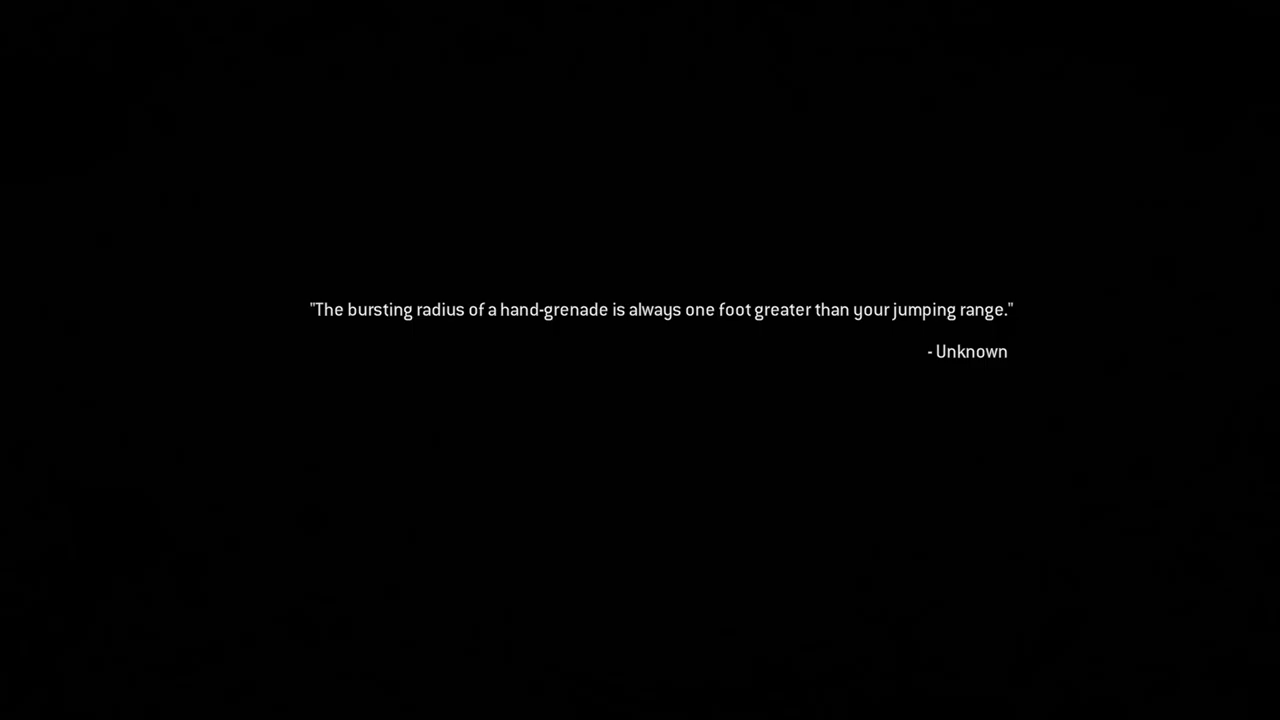 "The bursting radius of a hand-grenade is always one foot greater than your jumping range."
- Unknown